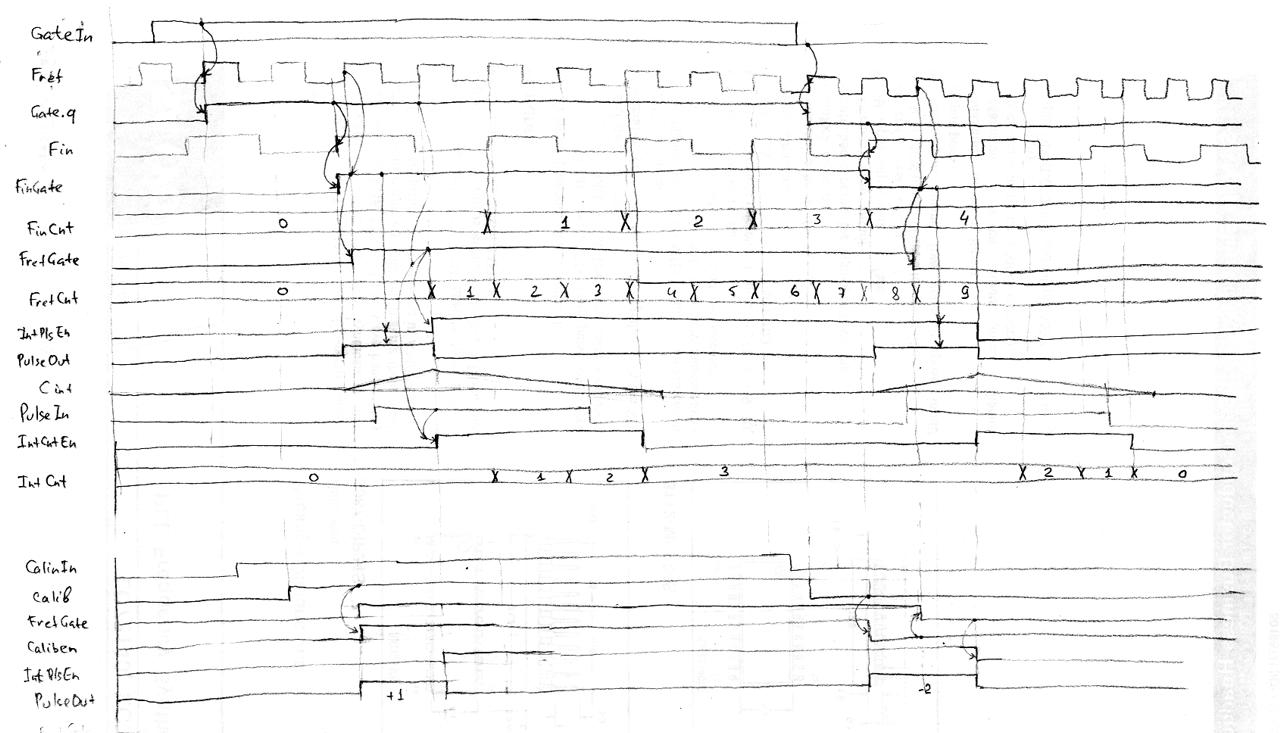 GateIn
Fref
Gate.q
Fin
FinGate
FinCnt 0 X 1 X 2 X 3 X 4
FrefGate
FrefCnt 0 X 1 X 2 X 3 X 4 X 5 X 6 X 7 X 8 X 9
IntPlsEn
PulseOut
Cint
PulseIn
IntCntEn
IntCnt 0 X 1 X 2 X 3 X 2 X 1 X 0
CalinIn
Calib
FrefGate
Caliben
IntPlsEn
PulseOut +1 -2